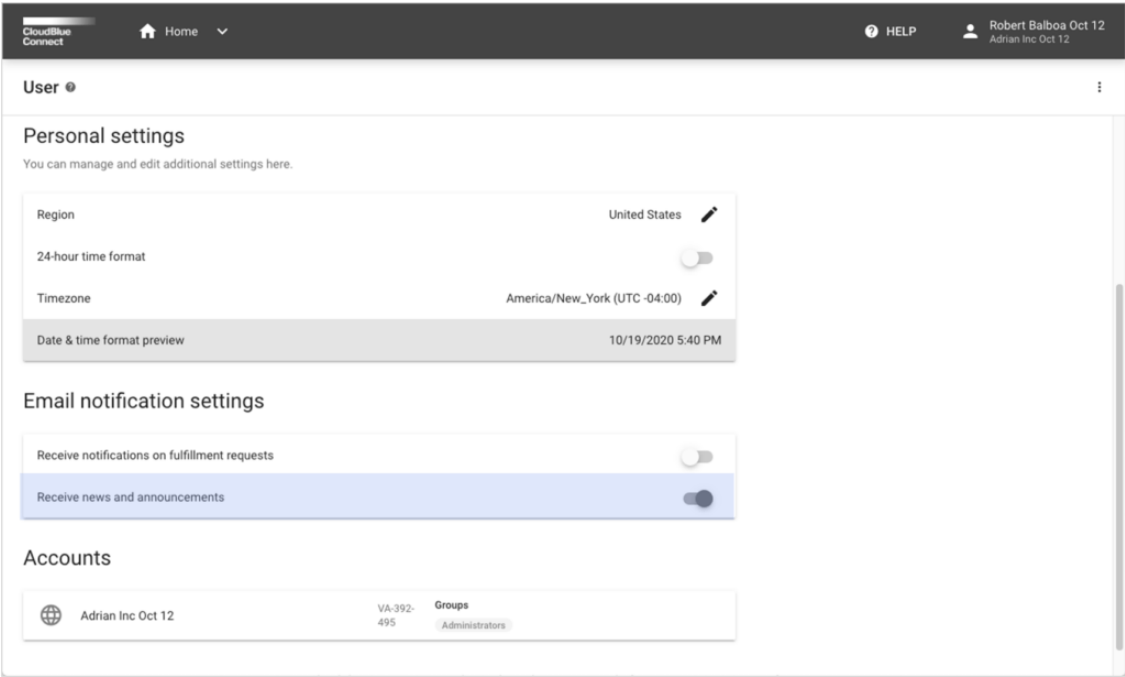 CloudBlue
Connect
Home
HELP
Robert Balboa Oct 12
Adrian Inc Oct 12
User
Personal settings
You can manage and edit additional settings here.
Region United States
24-hour time format
Timezone America/New_York (UTC -04:00)
Date & time format preview 10/19/2020 5:40 PM
Email notification settings
Receive notifications on fulfillment requests
Receive news and announcements
Accounts
Adrian Inc Oct 12
VA-392-
495
Groups
Administrators